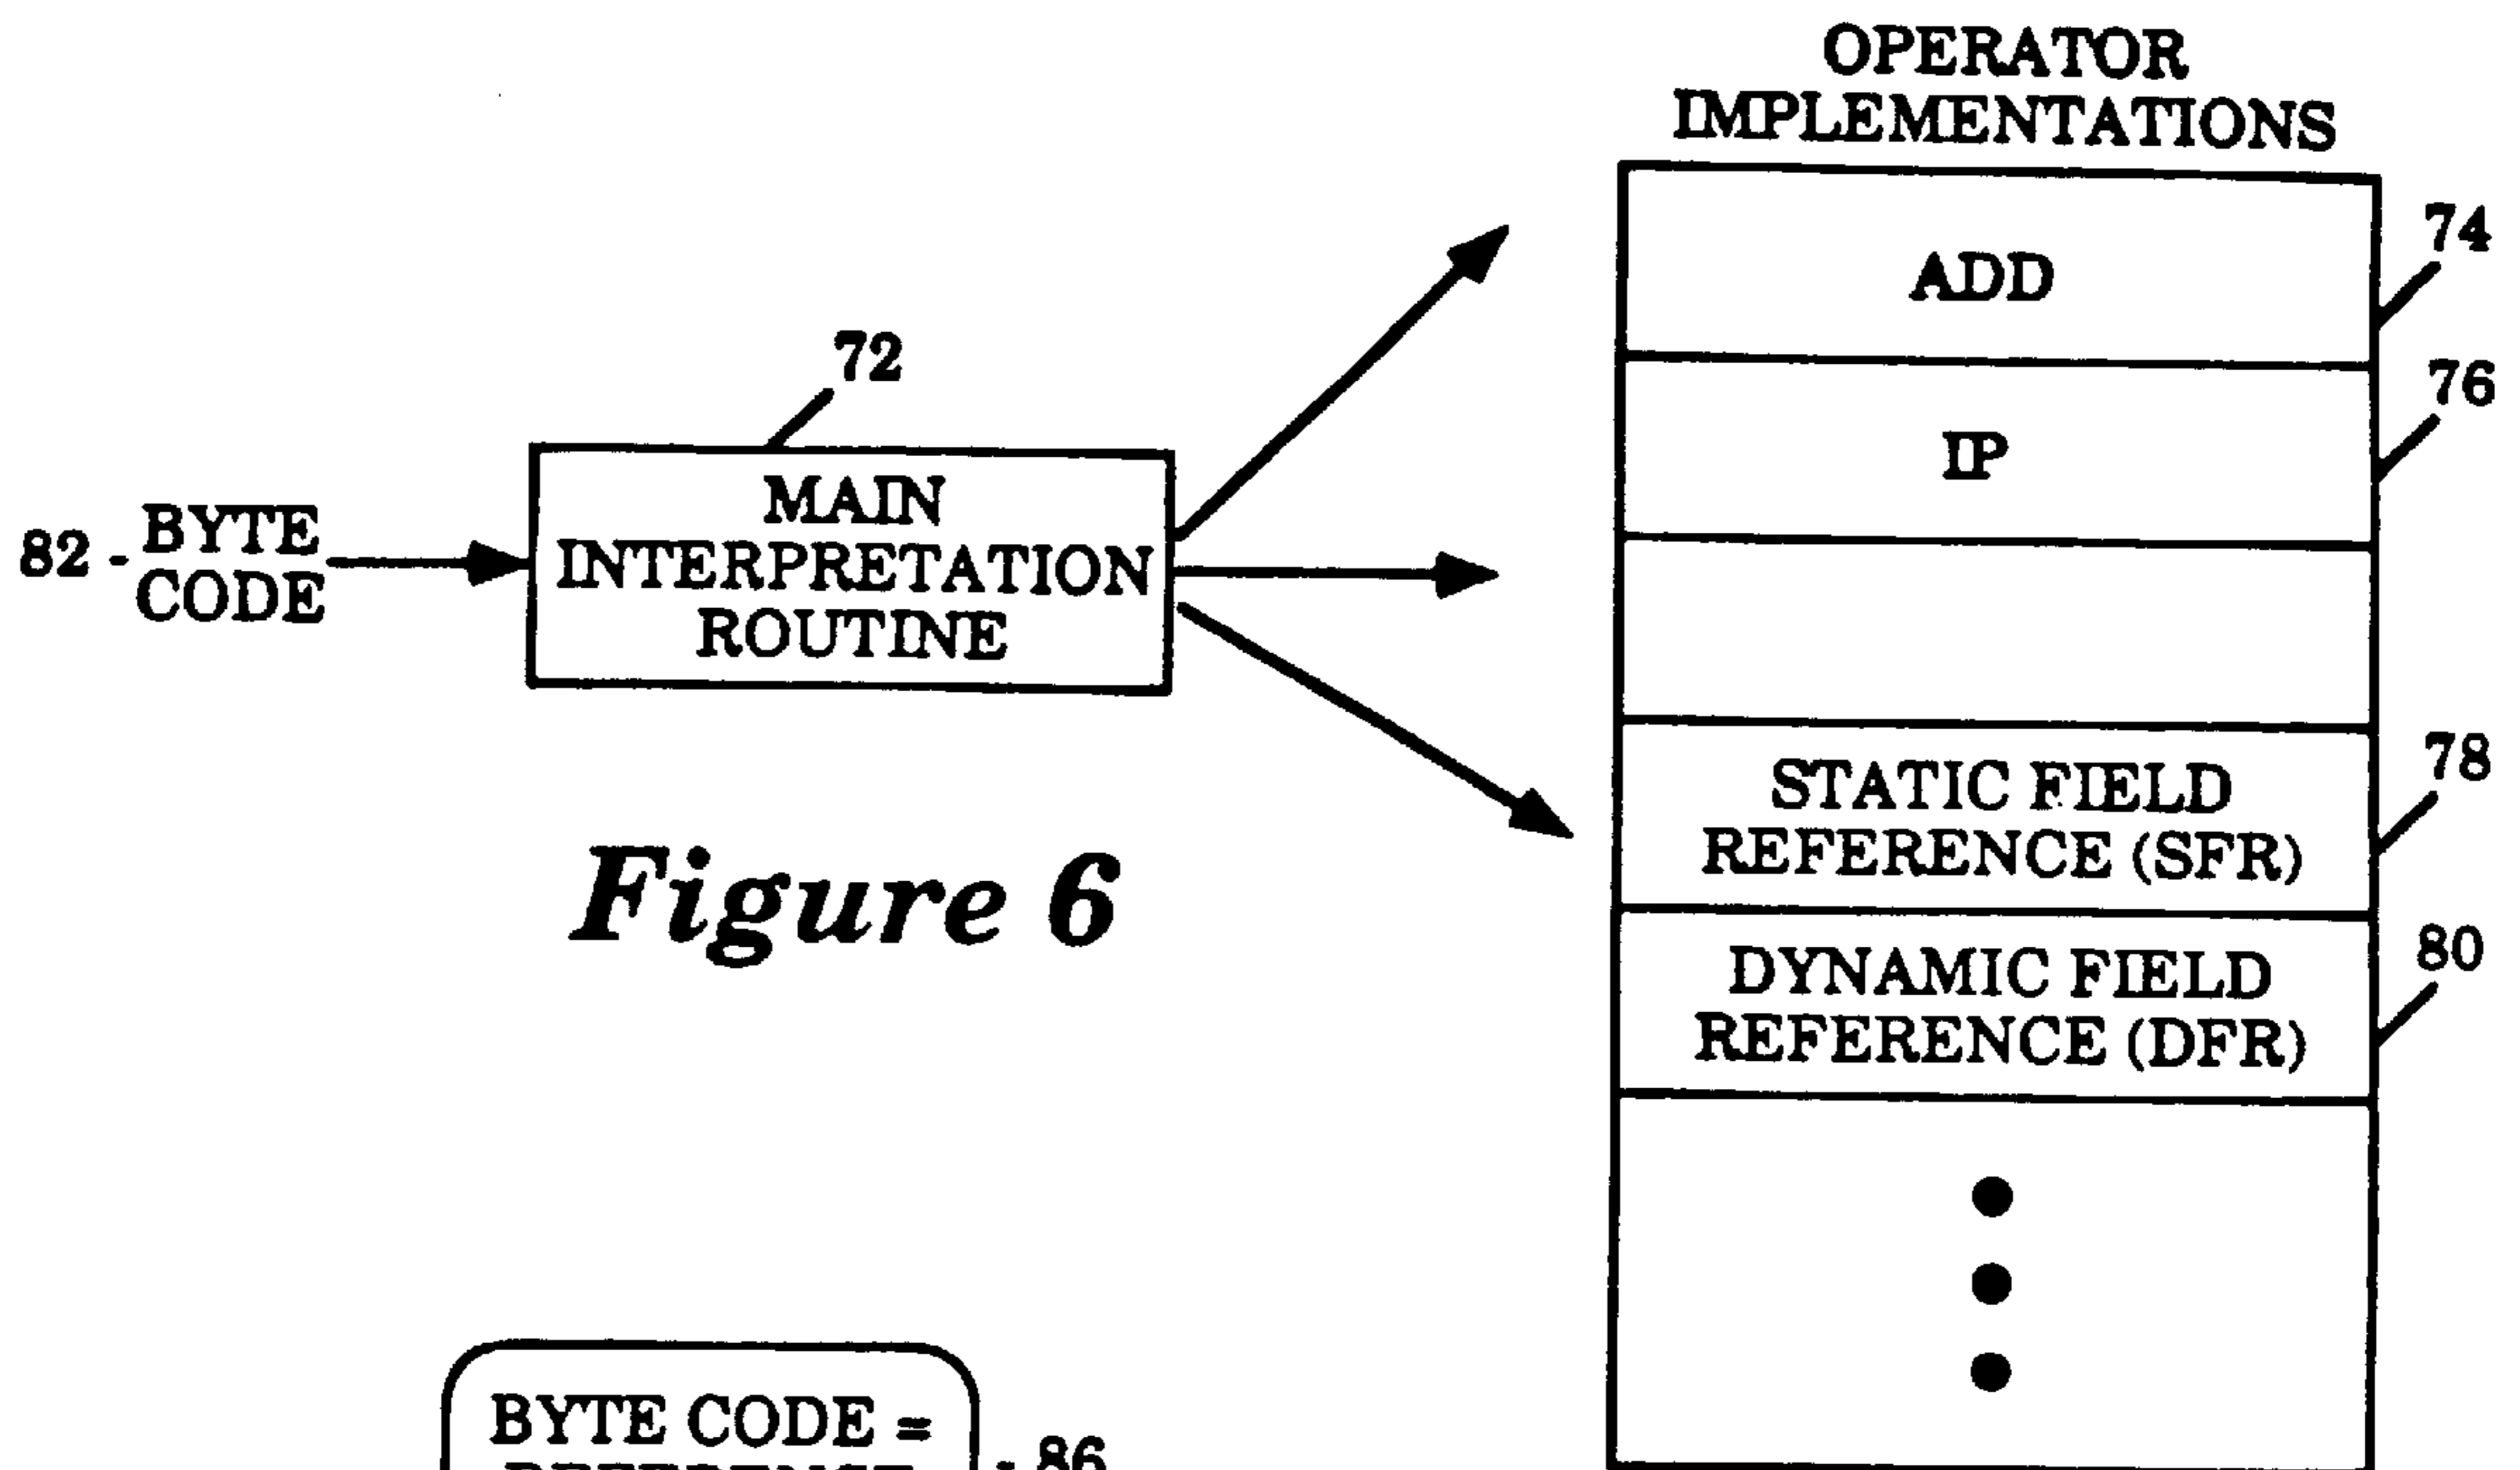 OPERATOR
IMPLEMENTATIONS
ADD
74
IP
76
72
MAIN
INTERPRETATION
ROUTINE
82 - BYTE
CODE
STATIC FIELD
REFERENCE (SFR)
78
DYNAMIC FIELD
REFERENCE (DFR)
80
Figure 6
BYTE CODE =
86